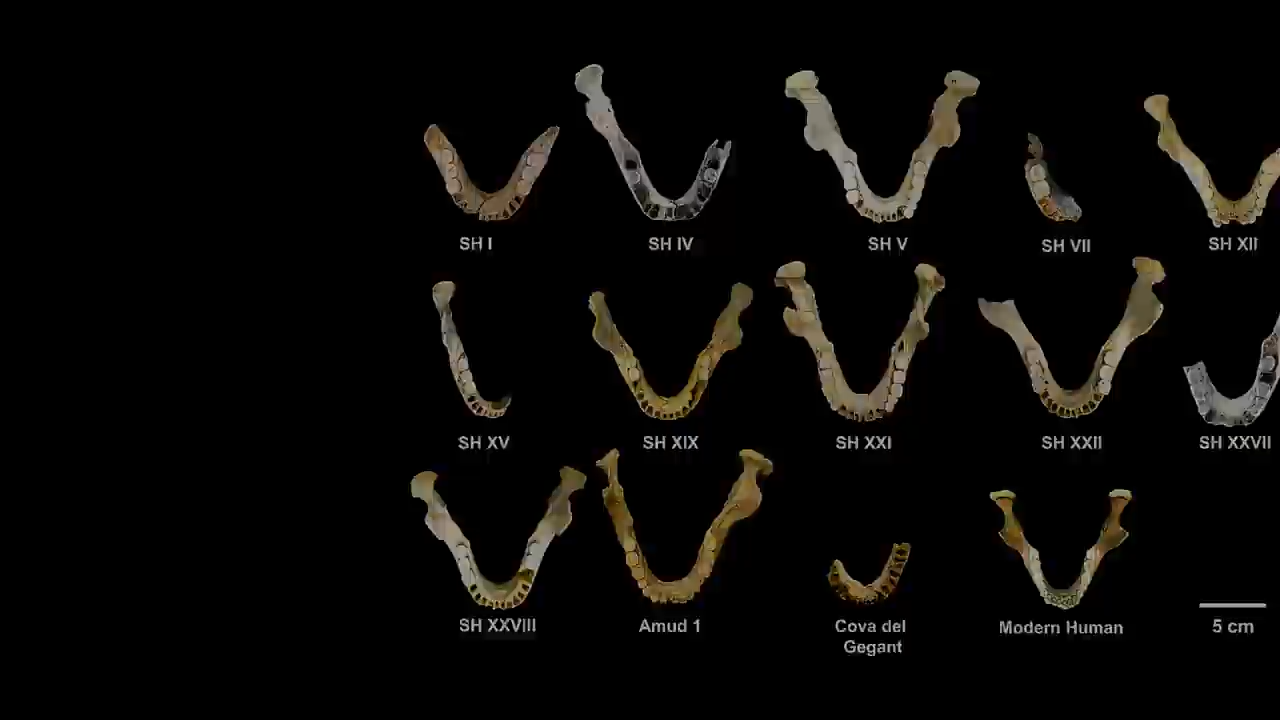 SH I
SH IV
SH V
SH VII
SH XII
SH XV
SH XIX
SH XXI
SH XXII
SH XXVII
SH XXVIII
Amud 1
Cova del
Gegant
Modern Human
5 cm